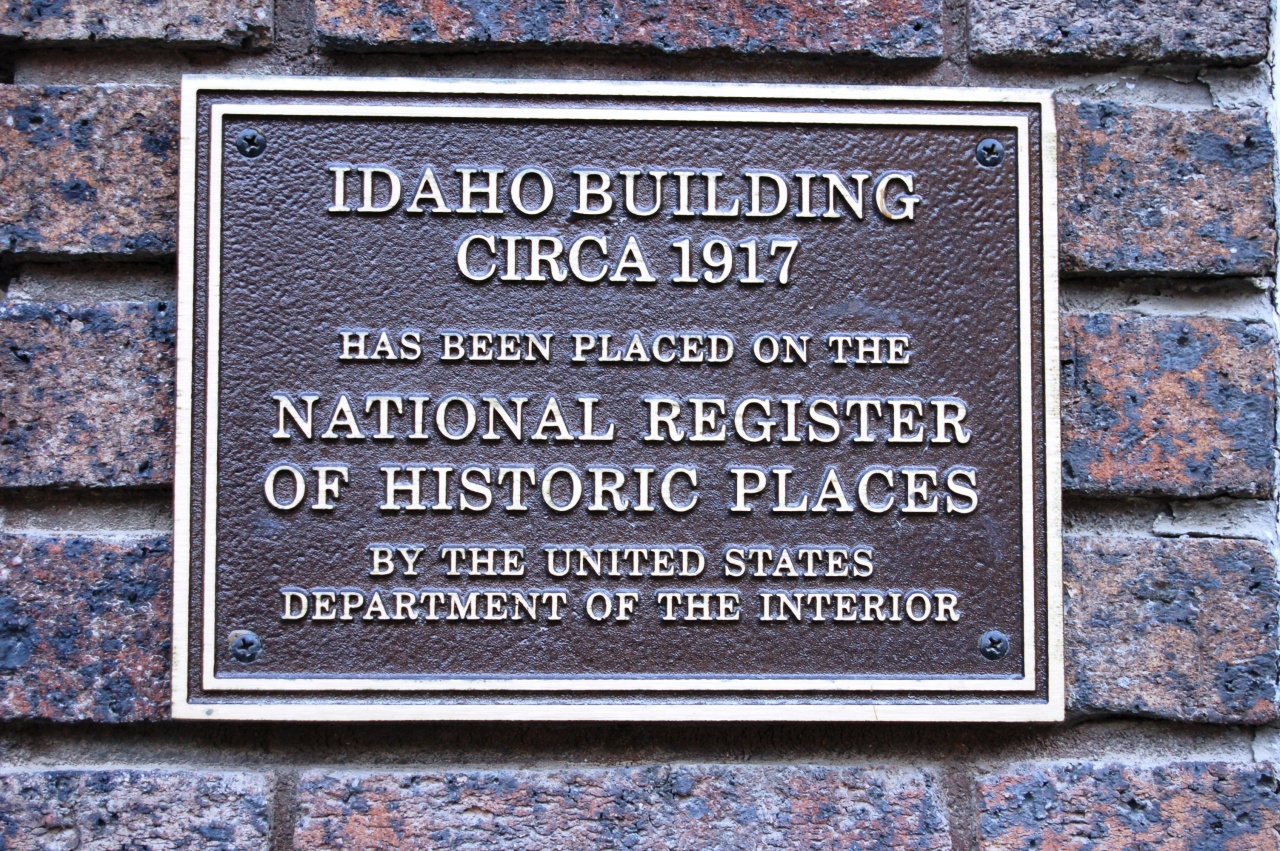 IDAHO BUILDING
CIRCA 1917
HAS BEEN PLACED ON THE
NATIONAL REGISTER
OF HISTORIC PLACES
BY THE UNITED STATES
DEPARTMENT OF THE INTERIOR